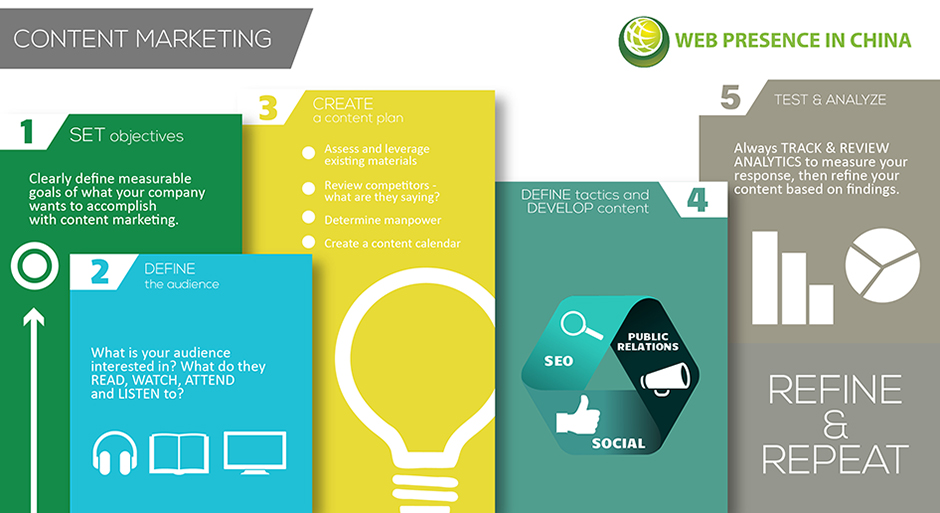 CONTENT MARKETING
WEB PRESENCE IN CHINA
1
SET objectives
Clearly define measurable
goals of what your company
wants to accomplish
with content marketing.
2
DEFINE
the audience
What is your audience
interested in? What do they
READ, WATCH, ATTEND
and LISTEN to?
3
CREATE
a content plan
Assess and leverage
existing materials
Review competitors -
what are they saying?
Determine manpower
Create a content calendar
DEFINE tactics and
DEVELOP content
4
SEO
PUBLIC
RELATIONS
SOCIAL
5
TEST & ANALYZE
Always TRACK & REVIEW
ANALYTICS to measure your
response, then refine your
content based on findings.
REFINE
&
REPEAT